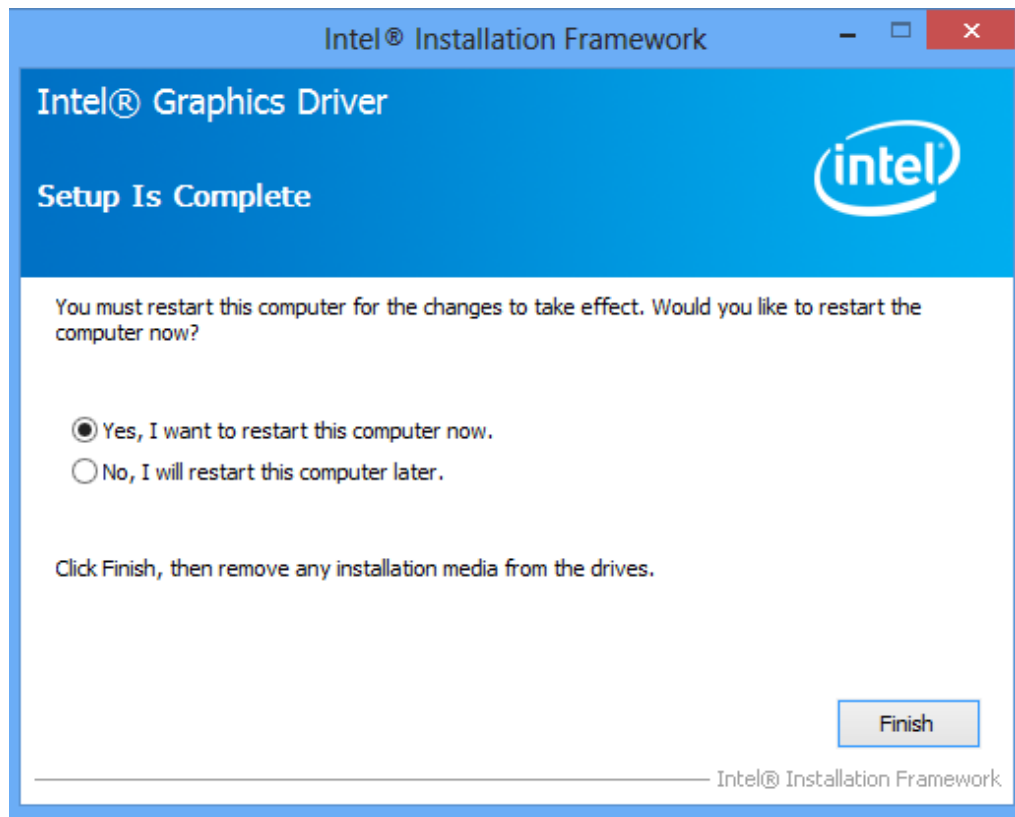 Intel® Installation Framework
Intel® Graphics Driver
intel
Setup Is Complete
You must restart this computer for the changes to take effect. Would you like to restart the
computer now?
Yes, I want to restart this computer now.
No, I will restart this computer later.
Click Finish, then remove any installation media from the drives.
Finish
Intel® Installation Framework